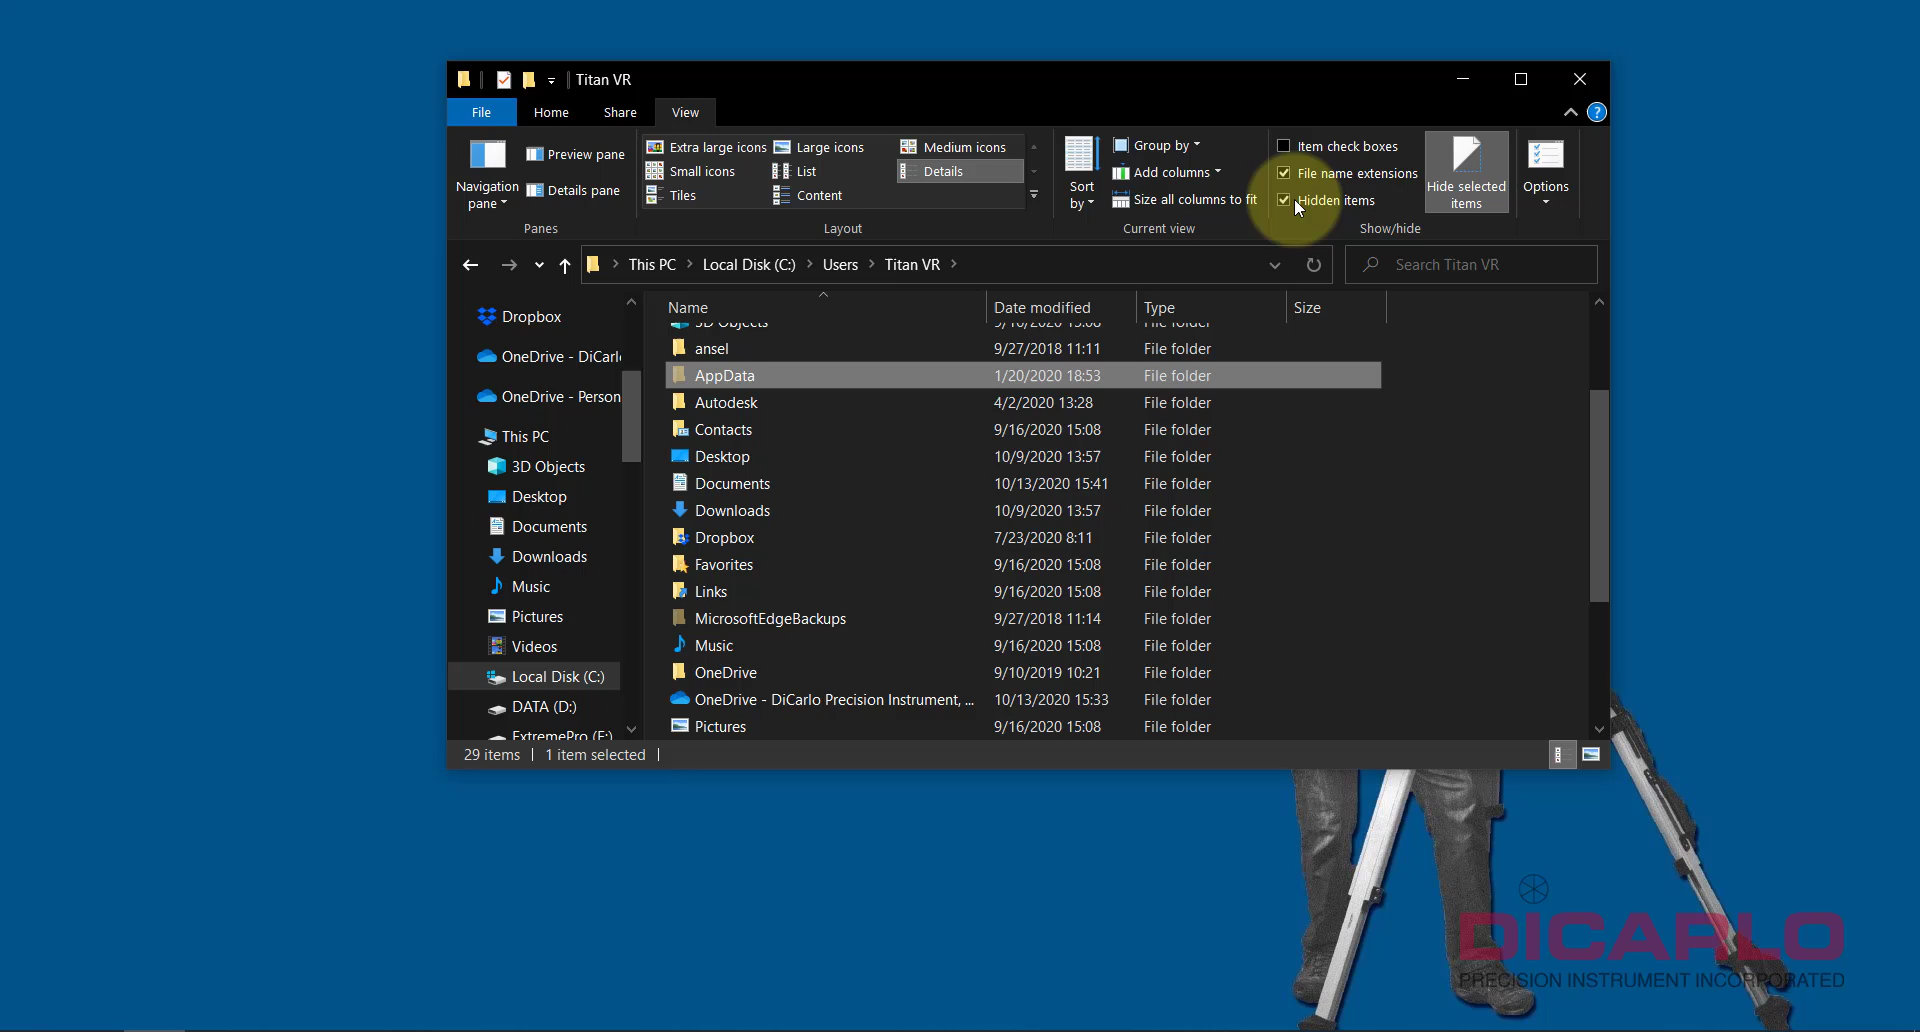 Titan VR
File Home Share View
Navigation pane
Preview pane
Details pane
Panes
Extra large icons Large icons Medium icons
Small icons List Details
Tiles Content
Layout
Sort by
Group by
Add columns
Size all columns to fit
Current view
Item check boxes
File name extensions
Hidden items
Hide selected items
Show/hide
Options
This PC Local Disk (C:) Users Titan VR
Search Titan VR
Dropbox
OneDrive - DiCarl
OneDrive - Person
This PC
3D Objects
Desktop
Documents
Downloads
Music
Pictures
Videos
Local Disk (C:)
DATA (D:)
ExtremePro (E:)
Name Date modified Type Size
3D Objects 9/16/2020 15:08 File folder
ansel 9/27/2018 11:11 File folder
AppData 1/20/2020 18:53 File folder
Autodesk 4/2/2020 13:28 File folder
Contacts 9/16/2020 15:08 File folder
Desktop 10/9/2020 13:57 File folder
Documents 10/13/2020 15:41 File folder
Downloads 10/9/2020 13:57 File folder
Dropbox 7/23/2020 8:11 File folder
Favorites 9/16/2020 15:08 File folder
Links 9/16/2020 15:08 File folder
MicrosoftEdgeBackups 9/27/2018 11:14 File folder
Music 9/16/2020 15:08 File folder
OneDrive 9/10/2019 10:21 File folder
OneDrive - DiCarlo Precision Instrument, ... 10/13/2020 15:33 File folder
Pictures 9/16/2020 15:08 File folder
29 items 1 item selected
DICARLO
PRECISION INSTRUMENT INCORPORATED